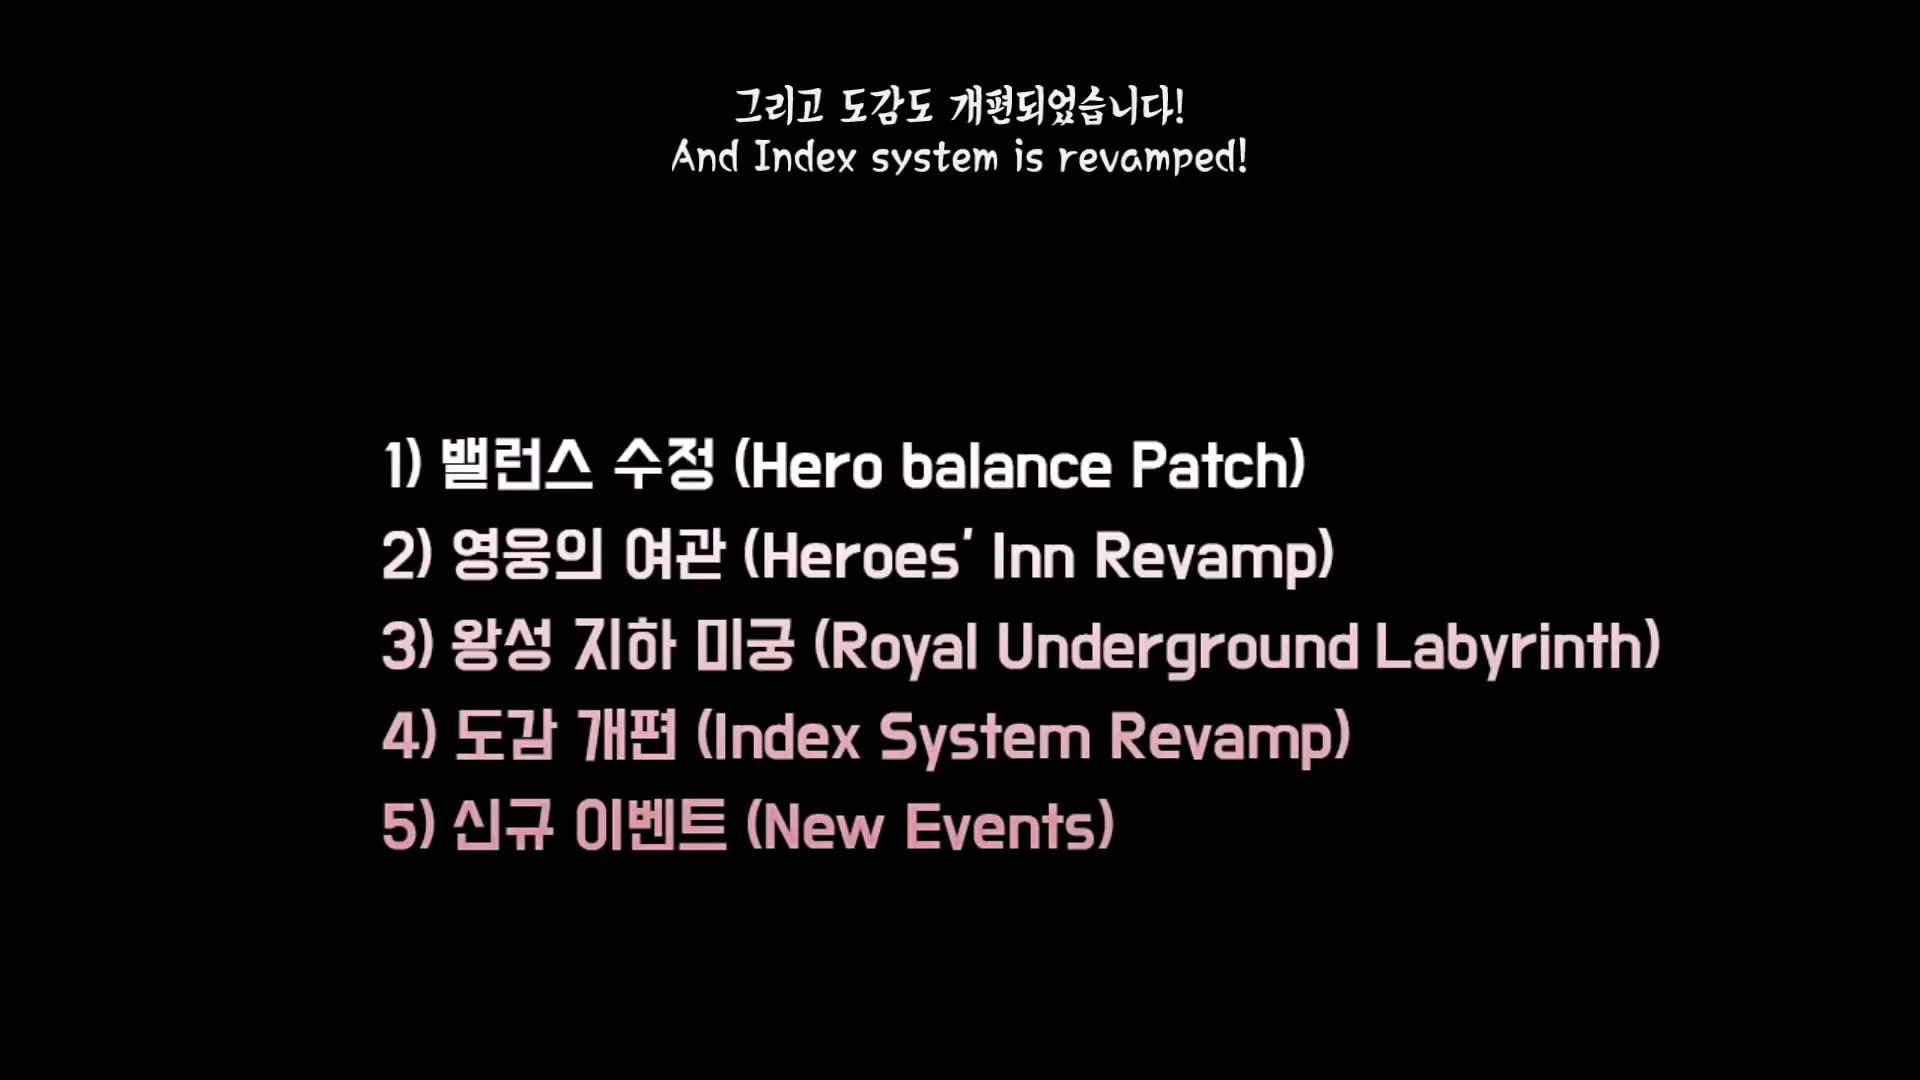 그리고 도감도 개편되었습니다!
And Index system is revamped!
1) 밸런스 수정 (Hero balance Patch)
2) 영웅의 여관 (Heroes' Inn Revamp)
3) 왕성 지하 미궁 (Royal Underground Labyrinth)
4) 도감 개편 (Index System Revamp)
5) 신규 이벤트 (New Events)